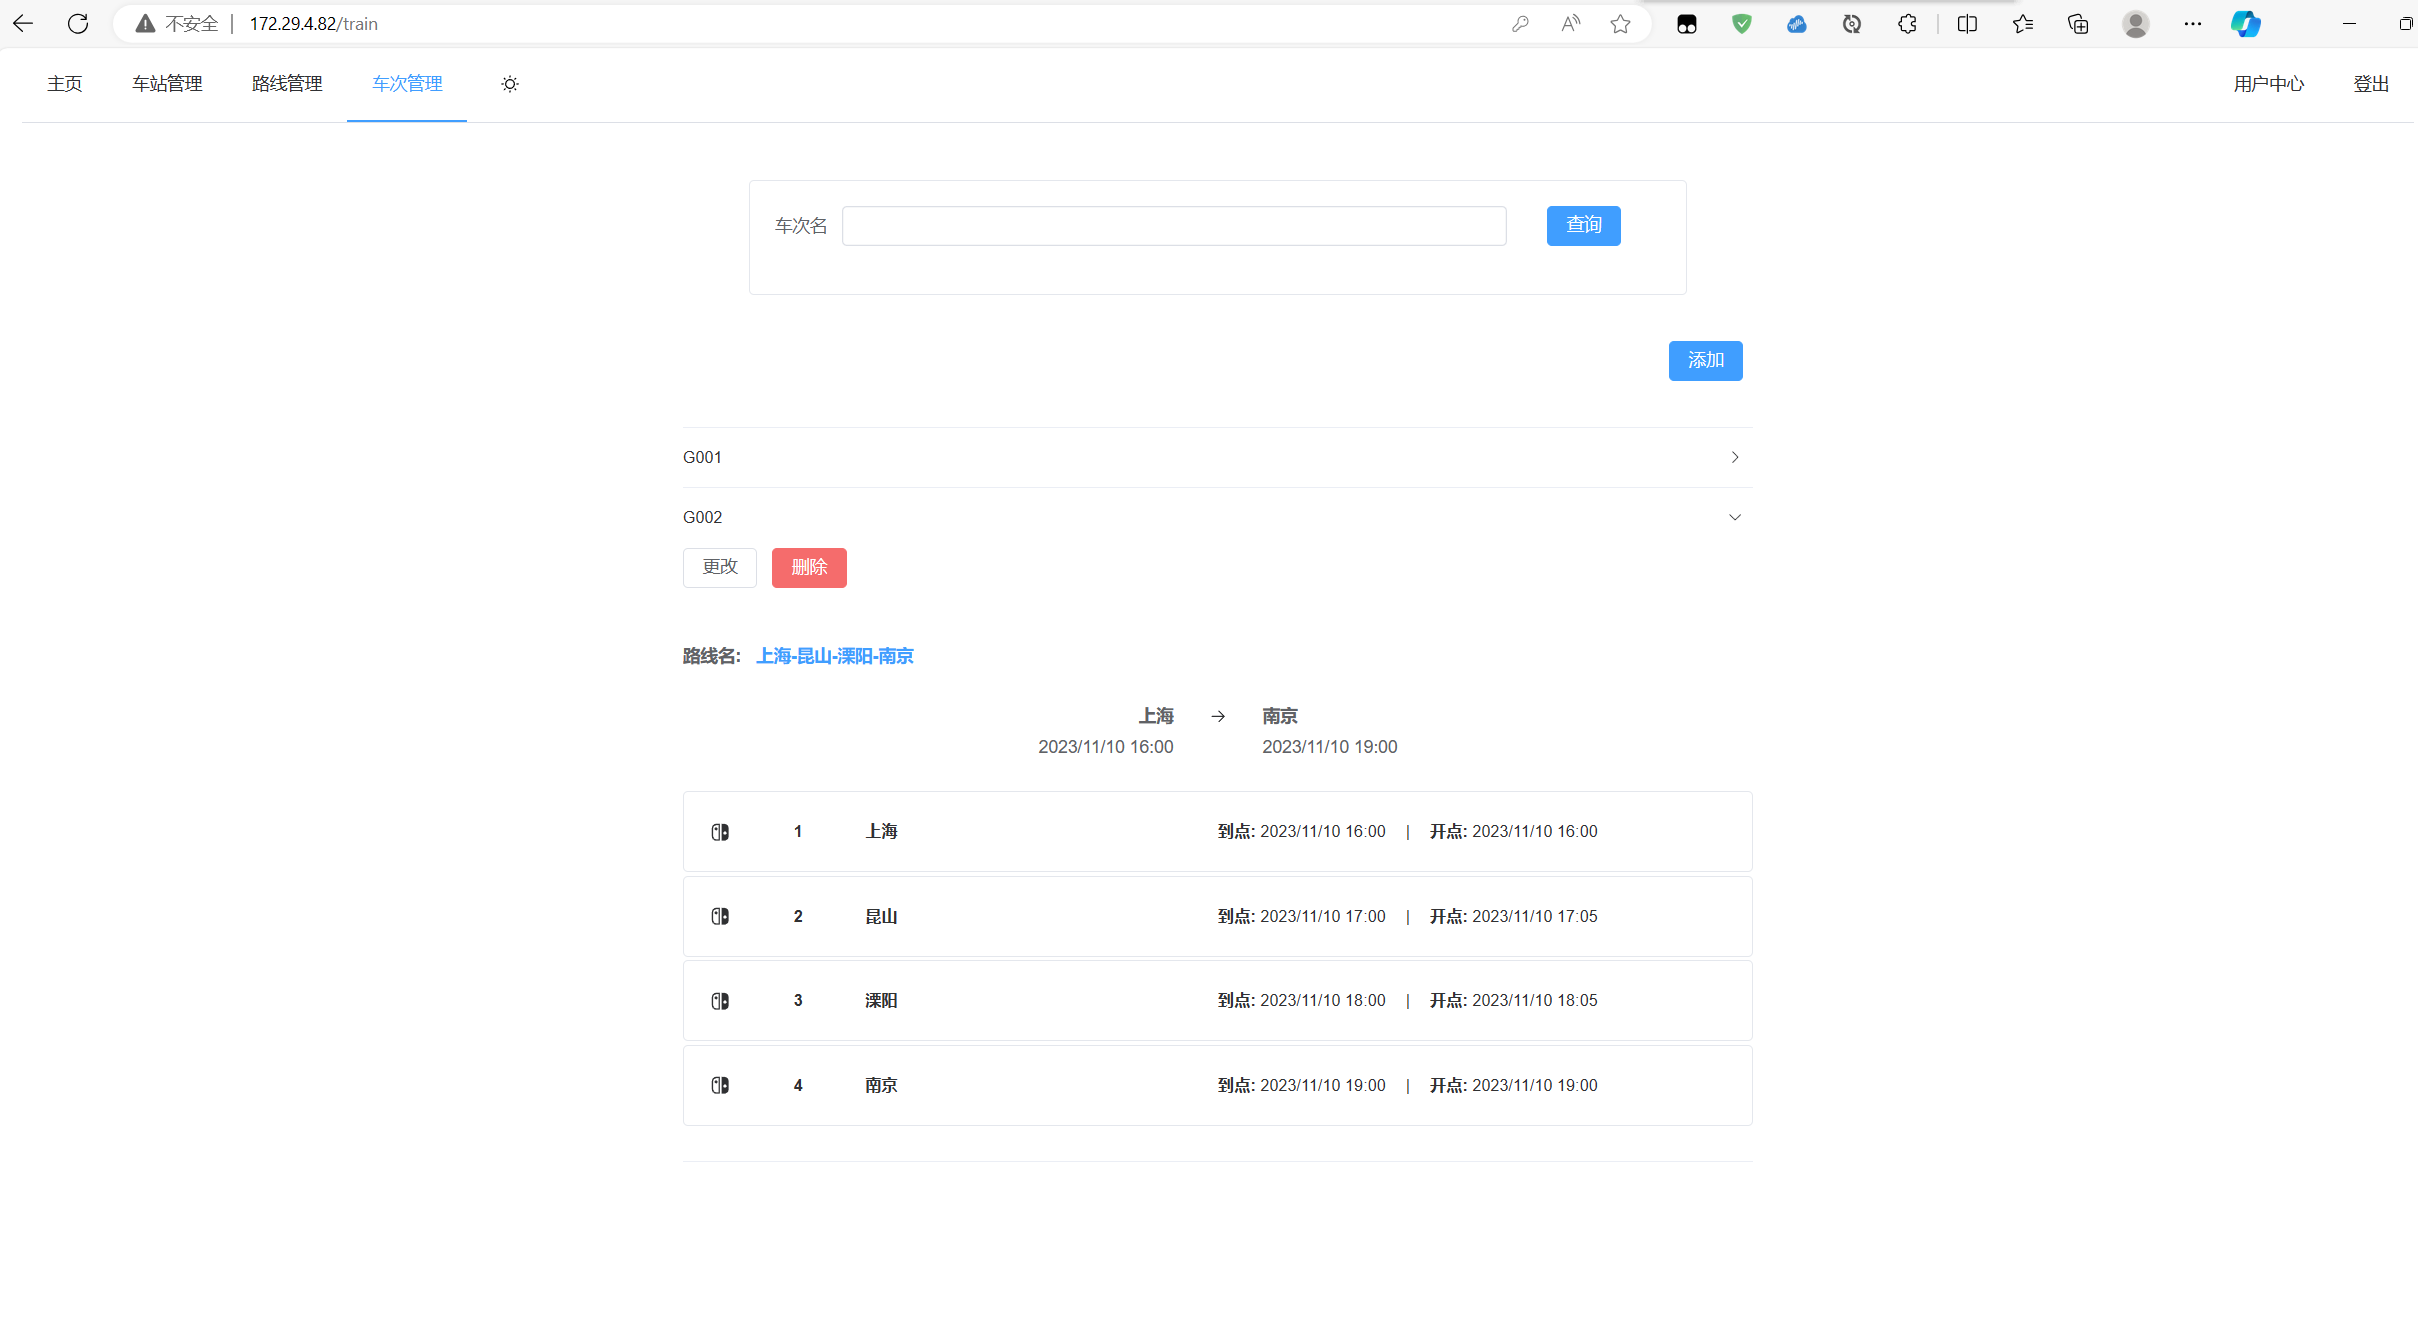 不安全 172.29.4.82/train
主页 车站管理 路线管理 车次管理 用户中心 登出
车次名 查询
添加
G001
G002
更改 删除
路线名: 上海-昆山-溧阳-南京
上海 → 南京
2023/11/10 16:00 2023/11/10 19:00
1 上海 到点: 2023/11/10 16:00 | 开点: 2023/11/10 16:00
2 昆山 到点: 2023/11/10 17:00 | 开点: 2023/11/10 17:05
3 溧阳 到点: 2023/11/10 18:00 | 开点: 2023/11/10 18:05
4 南京 到点: 2023/11/10 19:00 | 开点: 2023/11/10 19:00